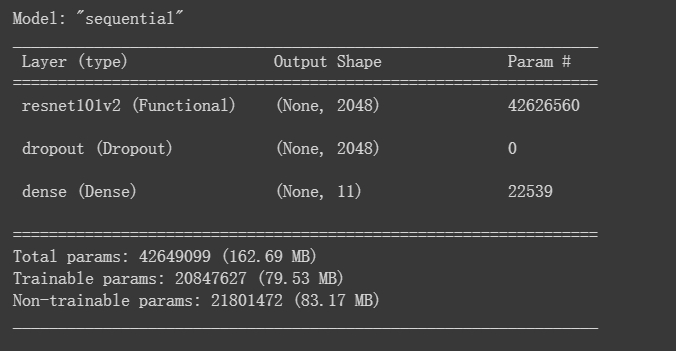 Model: "sequential"
_________________________________________________________________
Layer (type) Output Shape Param #
=================================================================
resnet101v2 (Functional) (None, 2048) 42626560
dropout (Dropout) (None, 2048) 0
dense (Dense) (None, 11) 22539
=================================================================
Total params: 42649099 (162.69 MB)
Trainable params: 20847627 (79.53 MB)
Non-trainable params: 21801472 (83.17 MB)
_________________________________________________________________